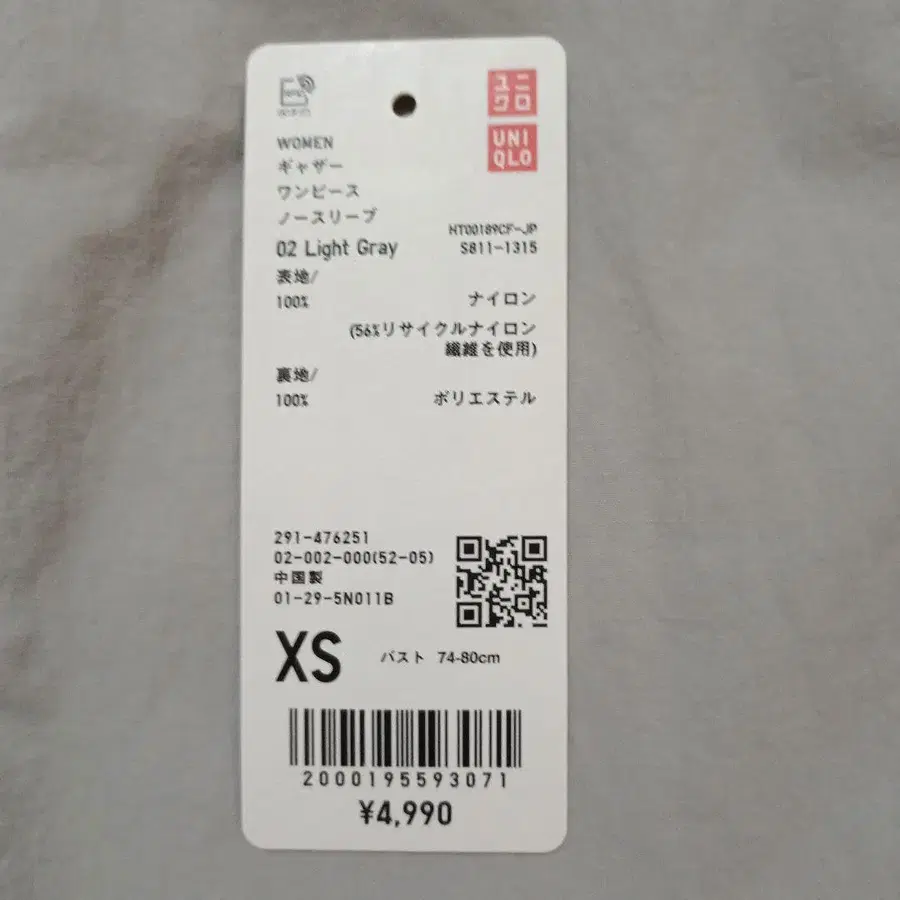 ユニ
クロ
UNI
QLO
WOMEN
ギャザー
ワンピース
ノースリーブ
02 Light Gray
HT00189CF-JP
S811-1315
表地/
100% ナイロン
(56%リサイクルナイロン
繊維を使用)
裏地/
100% ポリエステル
291-476251
02-002-000(52-05)
中国製
01-29-5N011B
XS バスト 74-80cm
2000195593071
¥4,990